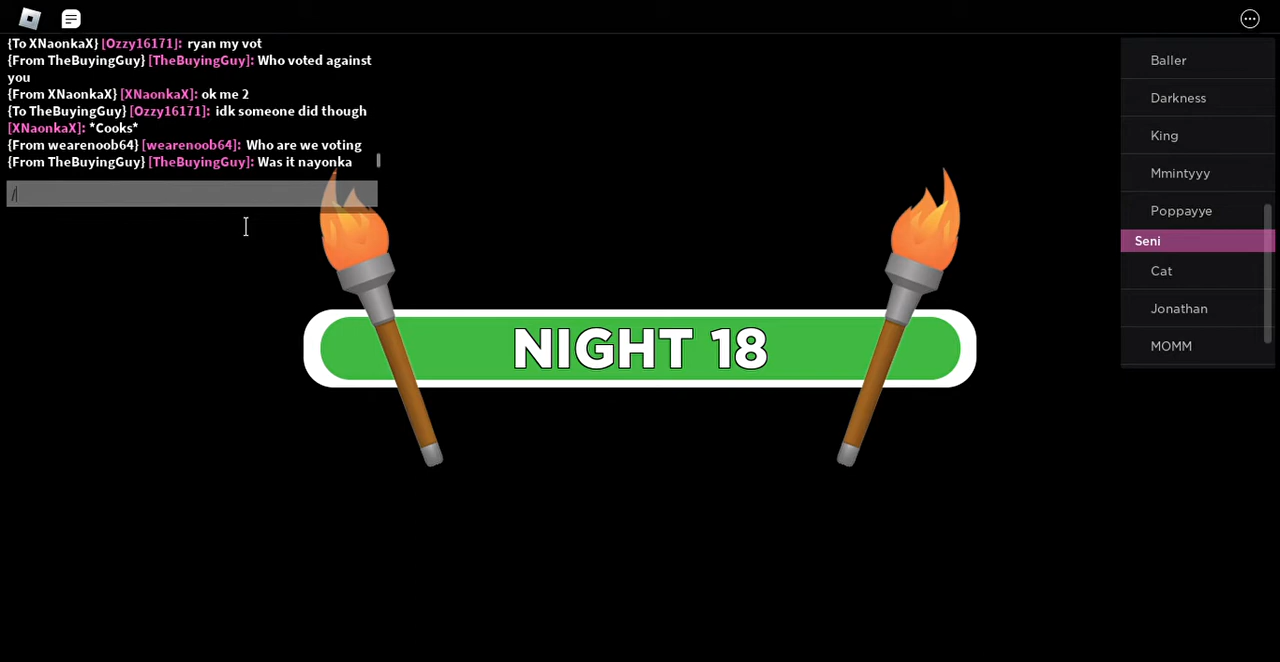 {To XNaonkaX} [Ozzy16171]: ryan my vot
{From TheBuyingGuy} [TheBuyingGuy]: Who voted against
you
{From XNaonkaX} [XNaonkaX]: ok me 2
{To TheBuyingGuy} [Ozzy16171]: idk someone did though
[XNaonkaX]: *Cooks*
{From wearenoob64} [wearenoob64]: Who are we voting
{From TheBuyingGuy} [TheBuyingGuy]: Was it nayonka
/
NIGHT 18
Baller
Darkness
King
Mmintyyy
Poppayye
Seni
Cat
Jonathan
MOMM